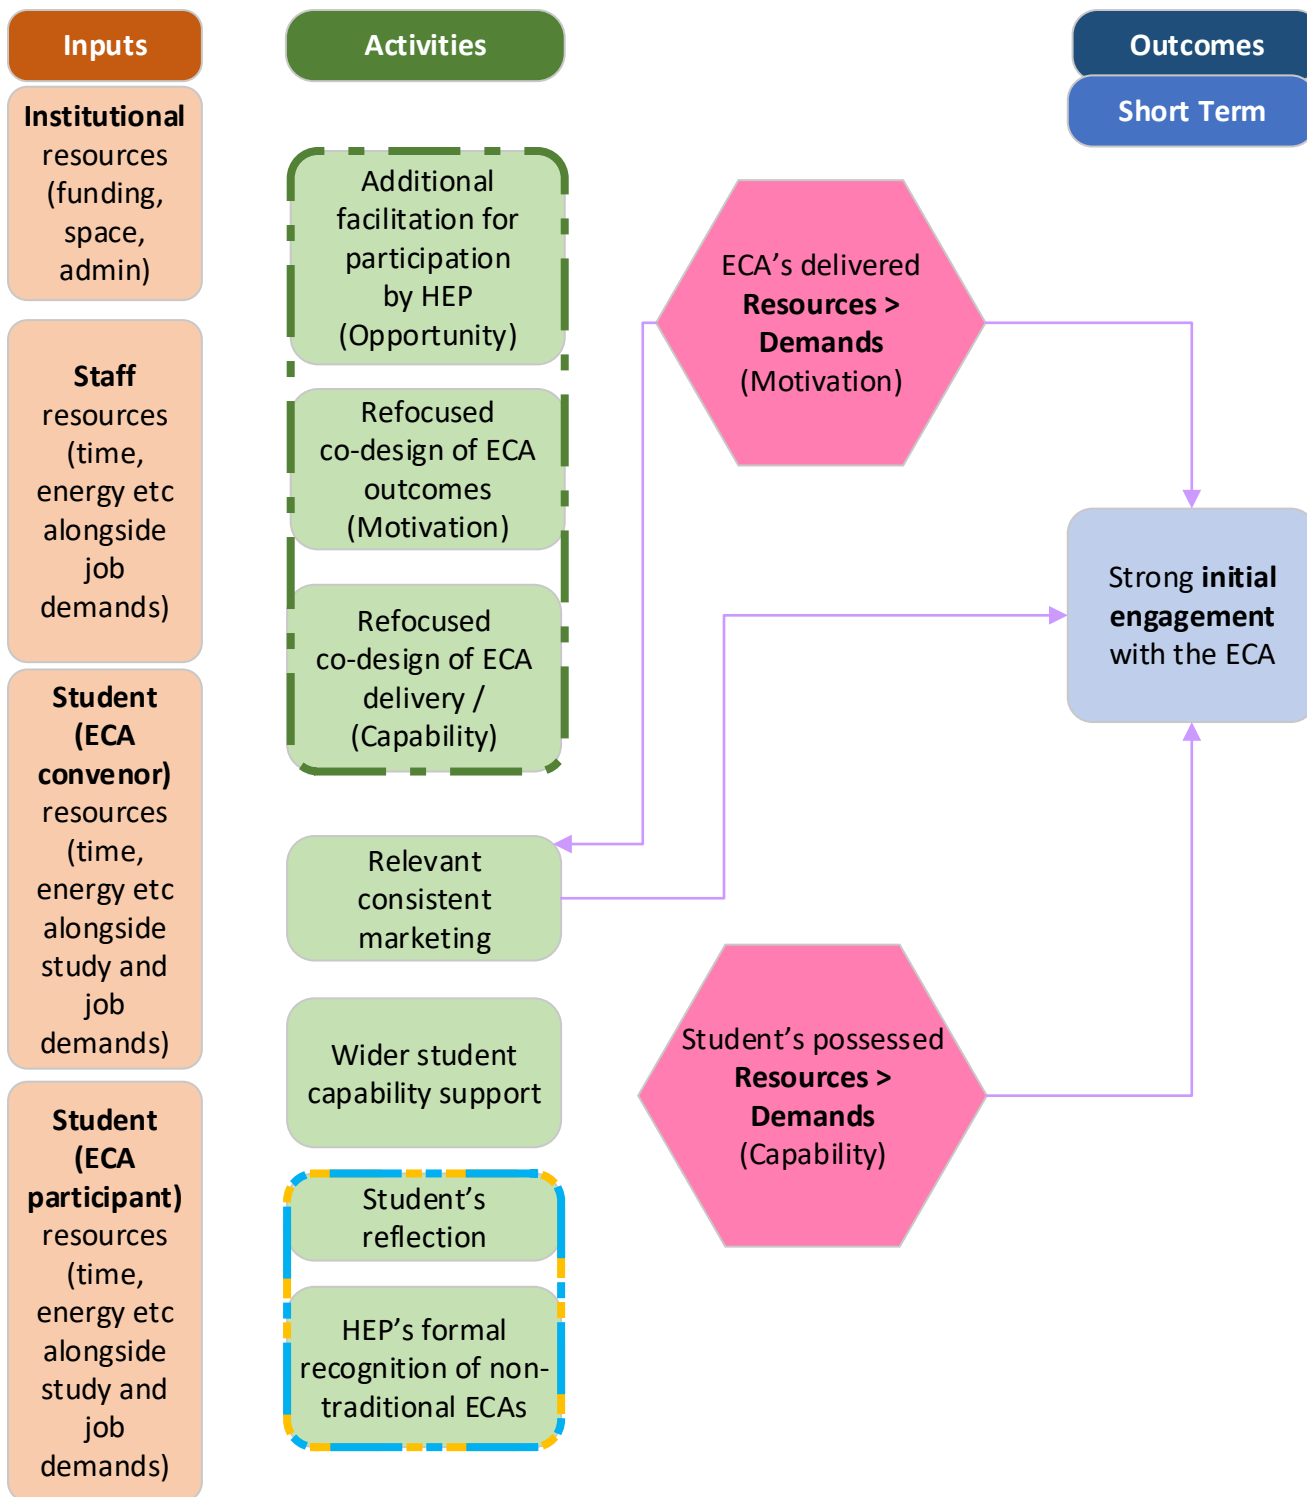 Inputs
Institutional
resources
(funding,
space,
admin)
Staff
resources
(time,
energy etc
alongside
job
demands)
Student
(ECA
convenor)
resources
(time,
energy etc
alongside
study and
job
demands)
Student
(ECA
participant)
resources
(time,
energy etc
alongside
study and
job
demands)
Activities
Additional
facilitation for
participation
by HEP
(Opportunity)
Refocused
co-design of ECA
outcomes
(Motivation)
Refocused
co-design of ECA
delivery /
(Capability)
Relevant
consistent
marketing
Wider student
capability support
Student’s
reflection
HEP’s formal
recognition of non-
traditional ECAs
ECA’s delivered
Resources >
Demands
(Motivation)
Student’s possessed
Resources >
Demands
(Capability)
Outcomes
Short Term
Strong initial
engagement
with the ECA